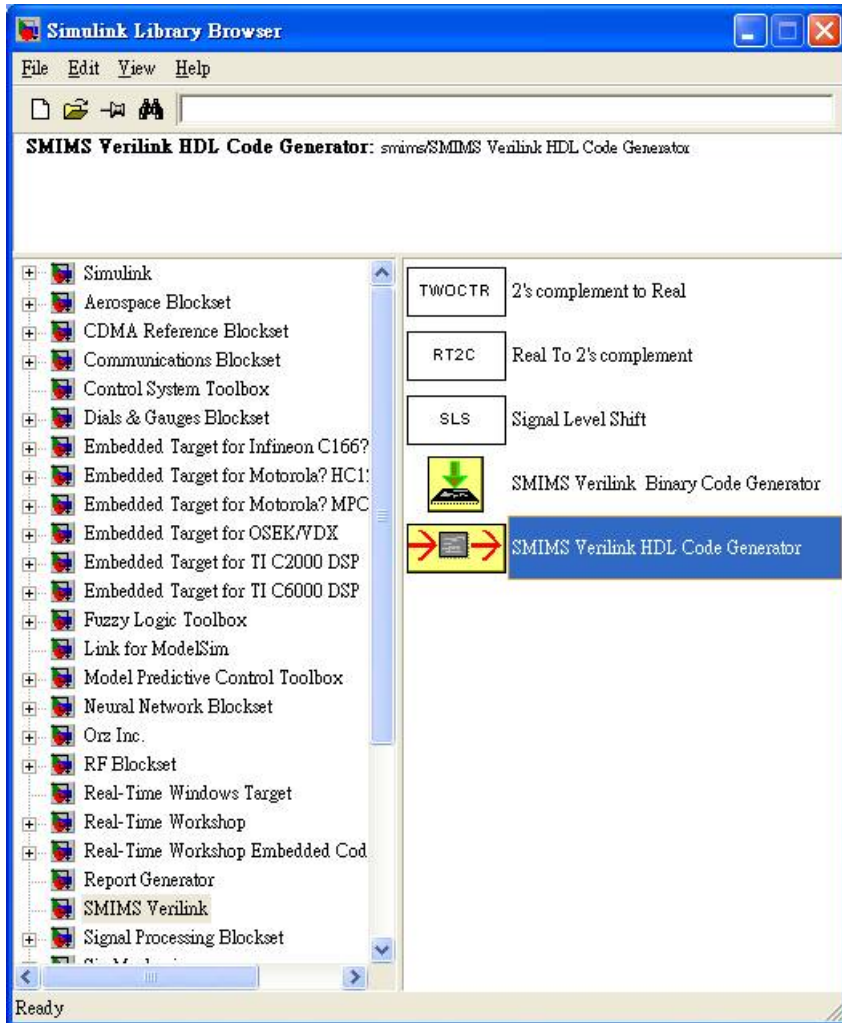 Simulink Library Browser
File Edit View Help
SMIMS Verilink HDL Code Generator: smims/SMIMS Verilink HDL Code Generator
Simulink
Aerospace Blockset
CDMA Reference Blockset
Communications Blockset
Control System Toolbox
Dials & Gauges Blockset
Embedded Target for Infineon C166?
Embedded Target for Motorola? HC1
Embedded Target for Motorola? MPC
Embedded Target for OSEK/VDX
Embedded Target for TI C2000 DSP
Embedded Target for TI C6000 DSP
Fuzzy Logic Toolbox
Link for ModelSim
Model Predictive Control Toolbox
Neural Network Blockset
Orz Inc.
RF Blockset
Real-Time Windows Target
Real-Time Workshop
Real-Time Workshop Embedded Cod
Report Generator
SMIMS Verilink
Signal Processing Blockset
TWOCTR 2's complement to Real
RT2C Real To 2's complement
SLS Signal Level Shift
SMIMS Verilink Binary Code Generator
SMIMS Verilink HDL Code Generator
Ready